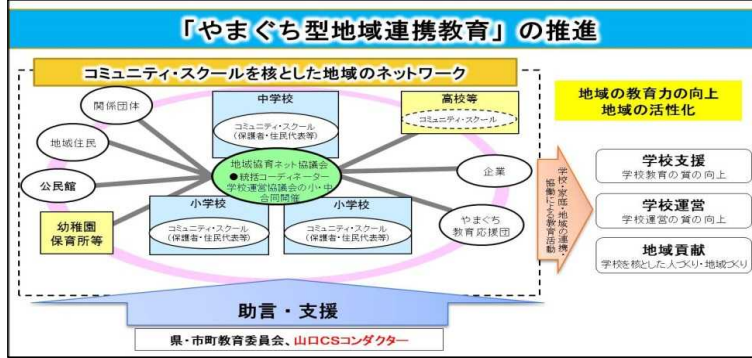 「やまぐち型地域連携教育」の推進
コミュニティ・スクールを核とした地域のネットワーク
関係団体
地域住民
公民館
幼稚園
保育所等
中学校
コミュニティ・スクール
(保護者・住民代表等)
高校等
コミュニティ・スクール
地域協育ネット協議会
●統括コーディネーター
学校運営協議会の小・中
合同開催
小学校
コミュニティ・スクール
(保護者・住民代表等)
小学校
コミュニティ・スクール
(保護者・住民代表等)
企業
やまぐち
教育応援団
学校・家庭・地域の連携・
協働による教育活動
地域の教育力の向上
地域の活性化
学校支援
学校教育の質の向上
学校運営
学校運営の質の向上
地域貢献
学校を核とした人づくり・地域づくり
助言・支援
県・市町教育委員会、山口CSコンダクター